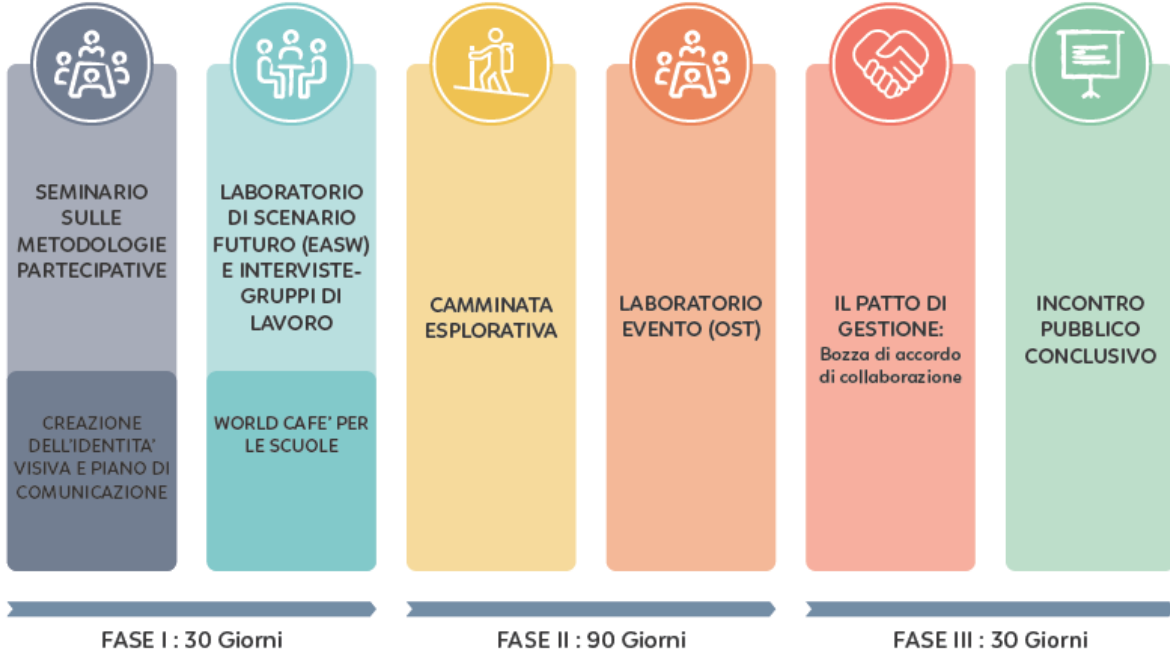 SEMINARIO
SULLE
METODOLOGIE
PARTECIPATIVE
CREAZIONE
DELL'IDENTITA'
VISIVA E PIANO DI
COMUNICAZIONE
LABORATORIO
DI SCENARIO
FUTURO (EASW)
E INTERVISTE-
GRUPPI DI
LAVORO
WORLD CAFE' PER
LE SCUOLE
CAMMINATA
ESPLORATIVA
LABORATORIO
EVENTO (OST)
IL PATTO DI
GESTIONE:
Bozza di accordo
di collaborazione
INCONTRO
PUBBLICO
CONCLUSIVO
FASE I : 30 Giorni
FASE II : 90 Giorni
FASE III : 30 Giorni